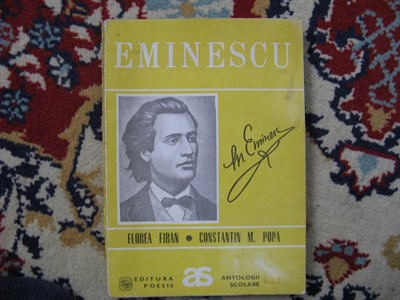 EMINESCU
M Eminescu
FLOREA FIRAN • CONSTANTIN M. POPA
EDITURA POESIS
as
ANTOLOGII ȘCOLARE